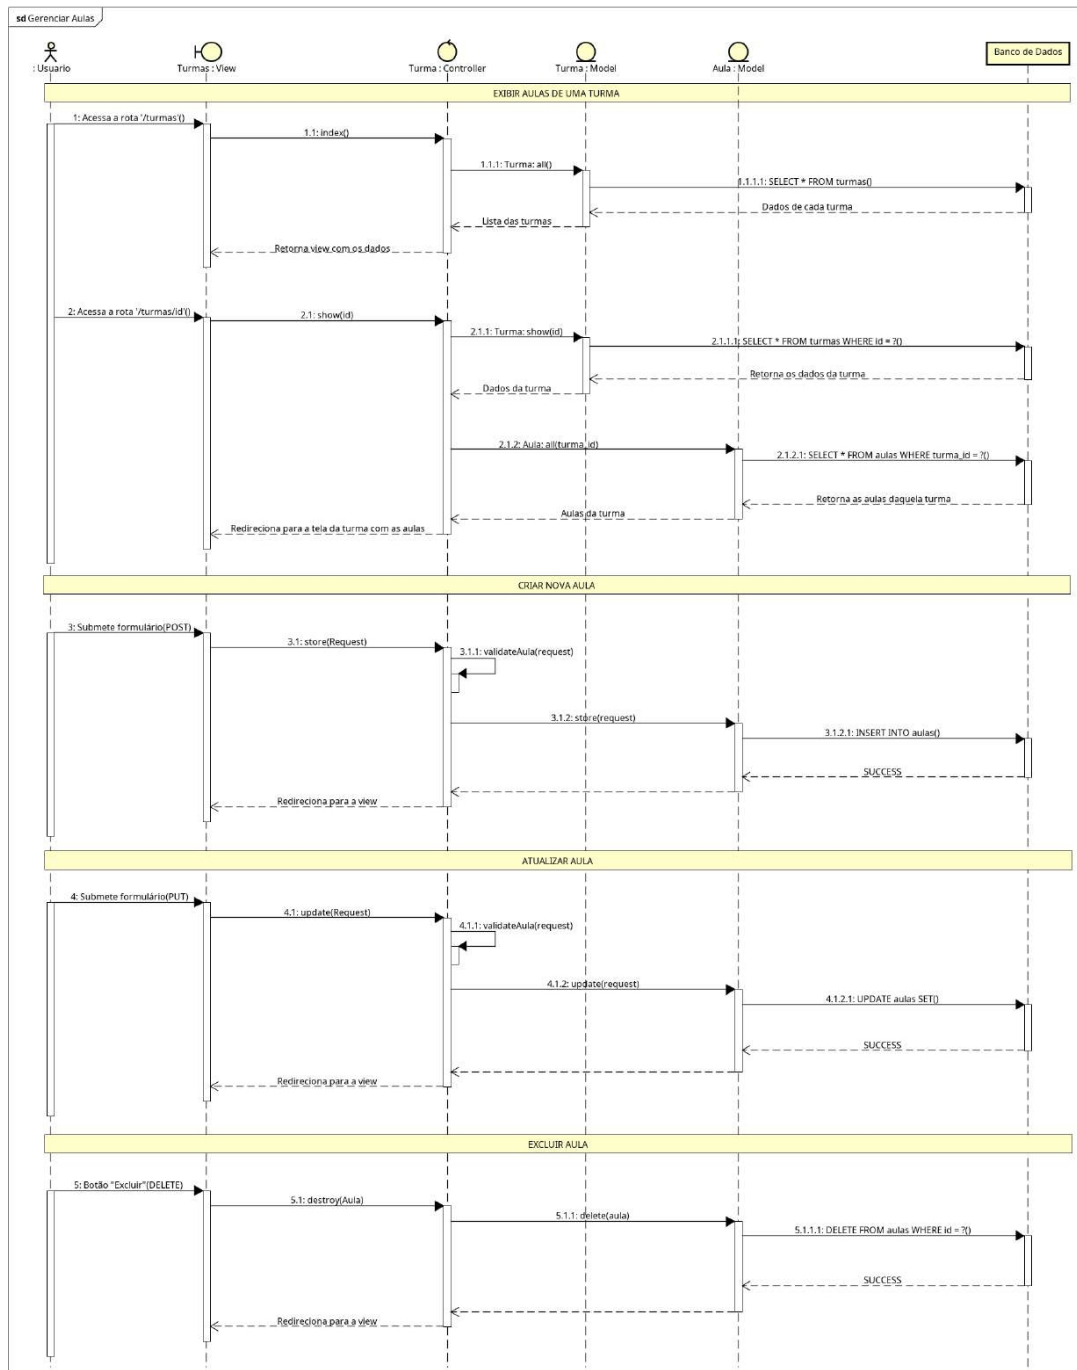 sd Gerenciar Aulas
: Usuario
Turmas : View
Turma : Controller
Turma : Model
Aula : Model
Banco de Dados
EXIBIR AULAS DE UMA TURMA
1: Acessa a rota '/turmas'()
1.1: index()
1.1.1: Turma: all()
1.1.1.1: SELECT * FROM turmas()
Dados de cada turma
Lista das turmas
Retorna view com os dados
2: Acessa a rota '/turmas/id'()
2.1: show(id)
2.1.1: Turma: show(id)
2.1.1.1: SELECT * FROM turmas WHERE id = ?()
Retorna os dados da turma
Dados da turma
2.1.2: Aula: all(turma_id)
2.1.2.1: SELECT * FROM aulas WHERE turma_id = ?()
Retorna as aulas daquela turma
Aulas da turma
Redireciona para a tela da turma com as aulas
CRIAR NOVA AULA
3: Submete formulário(POST)
3.1: store(Request)
3.1.1: validateAula(request)
3.1.2: store(request)
3.1.2.1: INSERT INTO aulas()
SUCCESS
Redireciona para a view
ATUALIZAR AULA
4: Submete formulário(PUT)
4.1: update(Request)
4.1.1: validateAula(request)
4.1.2: update(request)
4.1.2.1: UPDATE aulas SET()
SUCCESS
Redireciona para a view
EXCLUIR AULA
5: Botão "Excluir"(DELETE)
5.1: destroy(Aula)
5.1.1: delete(aula)
5.1.1.1: DELETE FROM aulas WHERE id = ?()
SUCCESS
Redireciona para a view